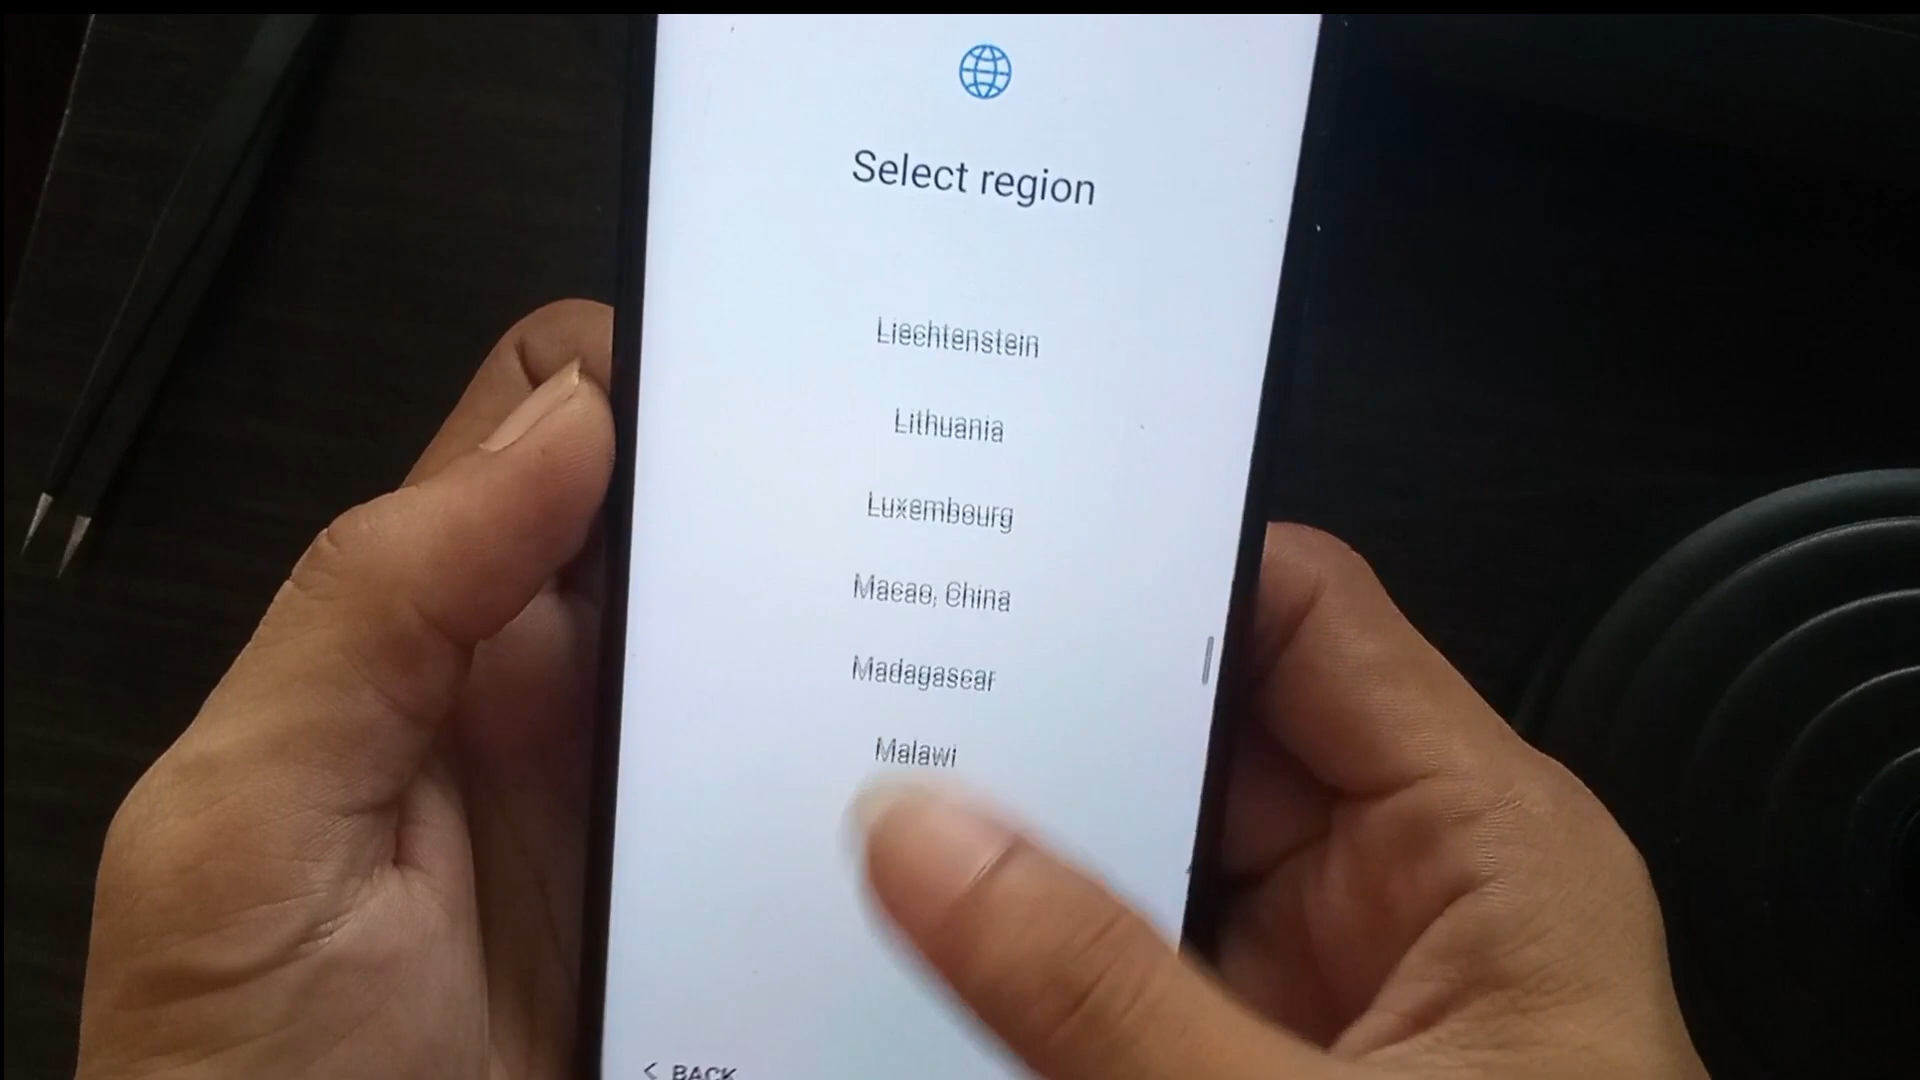 Select region
Liechtenstein
Lithuania
Luxembourg
Macao, China
Madagascar
Malawi
< BACK